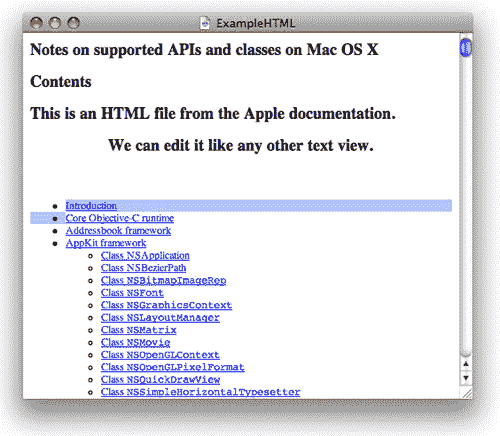 ExampleHTML
Notes on supported APIs and classes on Mac OS X
Contents
This is an HTML file from the Apple documentation.
We can edit it like any other text view.
Introduction
Core Objective-C runtime
Addressbook framework
AppKit framework
Class NSApplication
Class NSBezierPath
Class NSBitmapImageRep
Class NSFont
Class NSGraphicsContext
Class NSLayoutManager
Class NSMatrix
Class NSMovie
Class NSOpenGLContext
Class NSOpenGLPixelFormat
Class NSQuickDrawView
Class NSSimpleHorizontalTypesetter